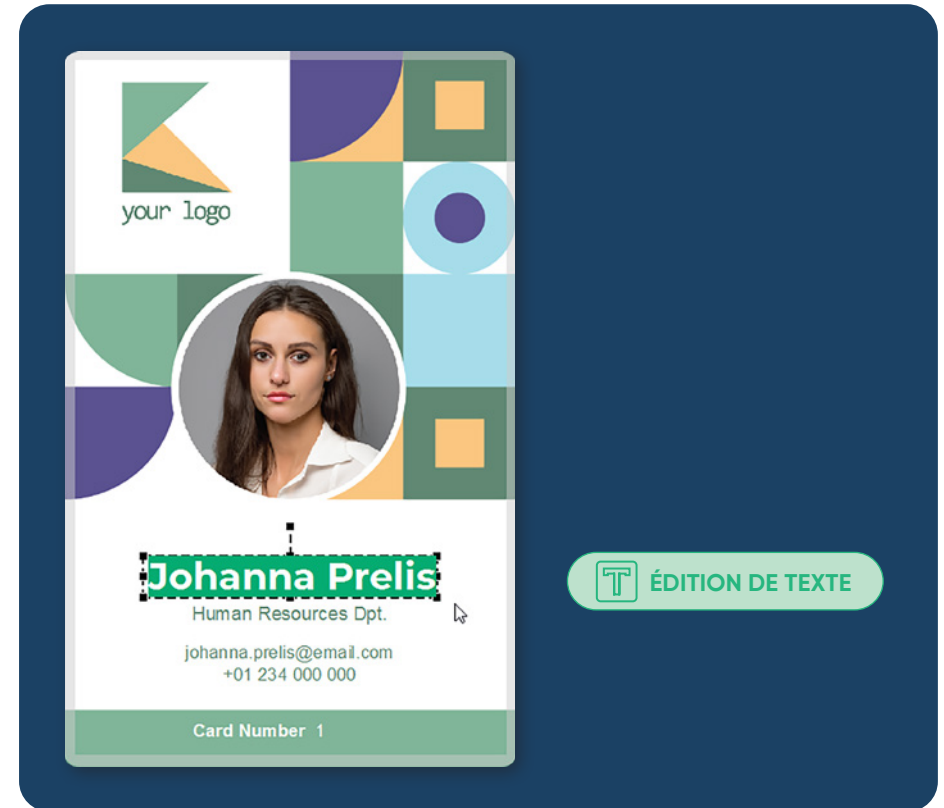 your logo
Johanna Prelis
Human Resources Dpt.
ÉDITION DE TEXTE
johanna.prelis@email.com
+01 234 000 000
Card Number 1